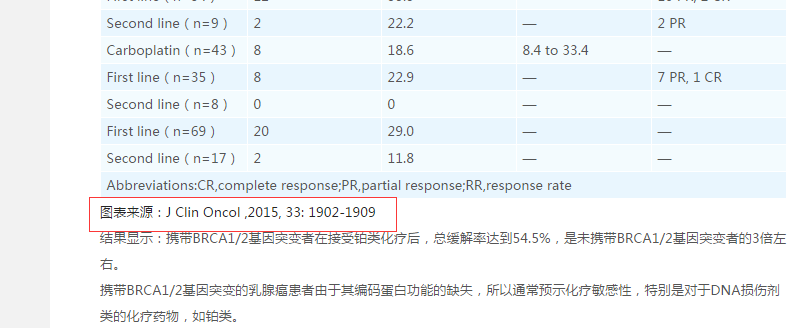 Second line（n=9） 2 22.2 — 2 PR
Carboplatin（n=43） 8 18.6 8.4 to 33.4 —
First line（n=35） 8 22.9 — 7 PR, 1 CR
Second line（n=8） 0 0 — —
First line（n=69） 20 29.0 — —
Second line（n=17） 2 11.8 — —
Abbreviations:CR,complete response;PR,partial response;RR,response rate
图表来源：J Clin Oncol ,2015, 33: 1902-1909
结果显示：携带BRCA1/2基因突变者在接受铂类化疗后，总缓解率达到54.5%，是未携带BRCA1/2基因突变者的3倍左
右。
携带BRCA1/2基因突变的乳腺癌患者由于其编码蛋白功能的缺失，所以通常预示化疗敏感性，特别是对于DNA损伤剂
类的化疗药物，如铂类。